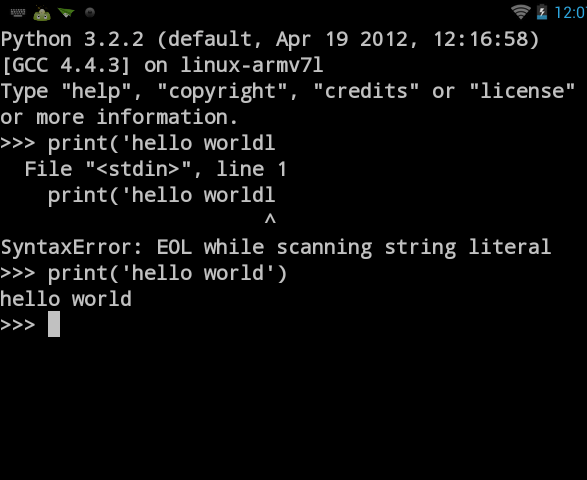 12:07
Python 3.2.2 (default, Apr 19 2012, 12:16:58)
[GCC 4.4.3] on linux-armv7l
Type "help", "copyright", "credits" or "license"
or more information.
>>> print('hello worldl
  File "<stdin>", line 1
    print('hello worldl
                      ^
SyntaxError: EOL while scanning string literal
>>> print('hello world')
hello world
>>>